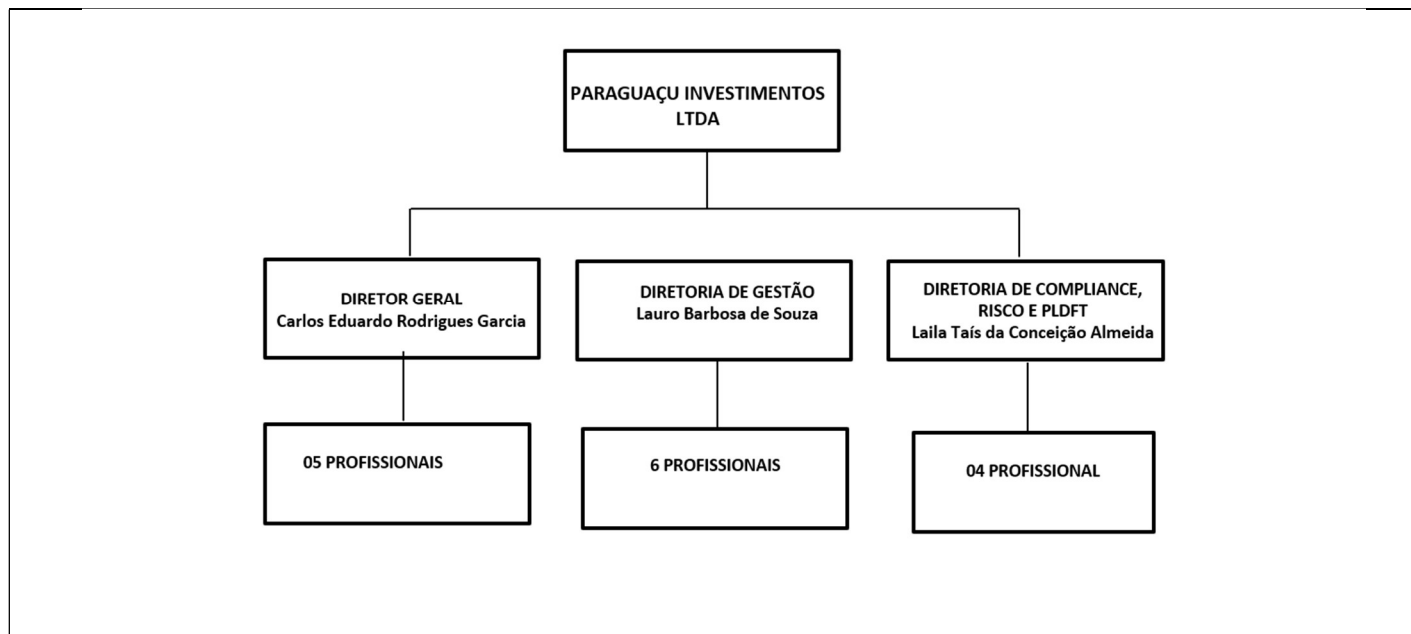 PARAGUAÇU INVESTIMENTOS
LTDA
DIRETOR GERAL
Carlos Eduardo Rodrigues Garcia
DIRETORIA DE GESTÃO
Lauro Barbosa de Souza
DIRETORIA DE COMPLIANCE,
RISCO E PLDFT
Laila Taís da Conceição Almeida
05 PROFISSIONAIS
6 PROFISSIONAIS
04 PROFISSIONAL